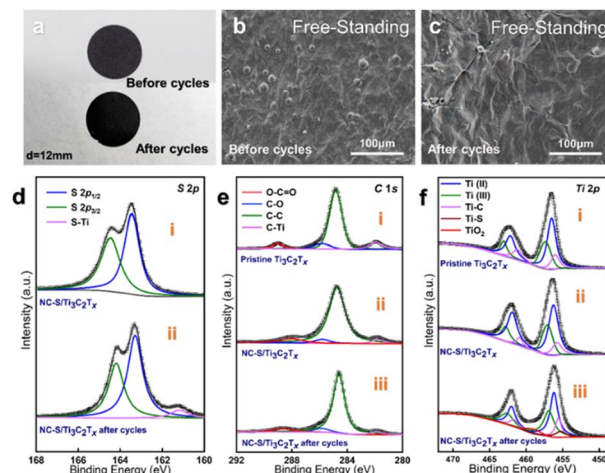 a
Before cycles
After cycles
d=12mm
b
Free-Standing
Before cycles
100μm
c
Free-Standing
After cycles
100μm
d
S 2p
S 2p1/2
S 2p3/2
S-Ti
i
NC-S/Ti3C2Tx
ii
NC-S/Ti3C2Tx after cycles
Intensity (a.u.)
168 165 163 160
Binding Energy (eV)
e
C 1s
O-C=O
C-O
C-C
C-Ti
i
Pristine Ti3C2Tx
ii
NC-S/Ti3C2Tx
iii
NC-S/Ti3C2Tx after cycles
Intensity (a.u.)
292 288 284 280
Binding Energy (eV)
f
Ti 2p
Ti (II)
Ti (III)
Ti-C
Ti-S
TiO2
i
Pristine Ti3C2Tx
ii
NC-S/Ti3C2Tx
iii
NC-S/Ti3C2Tx after cycles
Intensity (a.u.)
470 465 460 455 450
Binding Energy (eV)